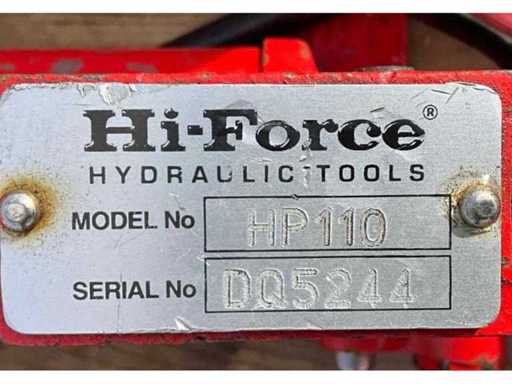 Hi-Force®
HYDRAULIC TOOLS
MODEL No HP110
SERIAL No DQ5244